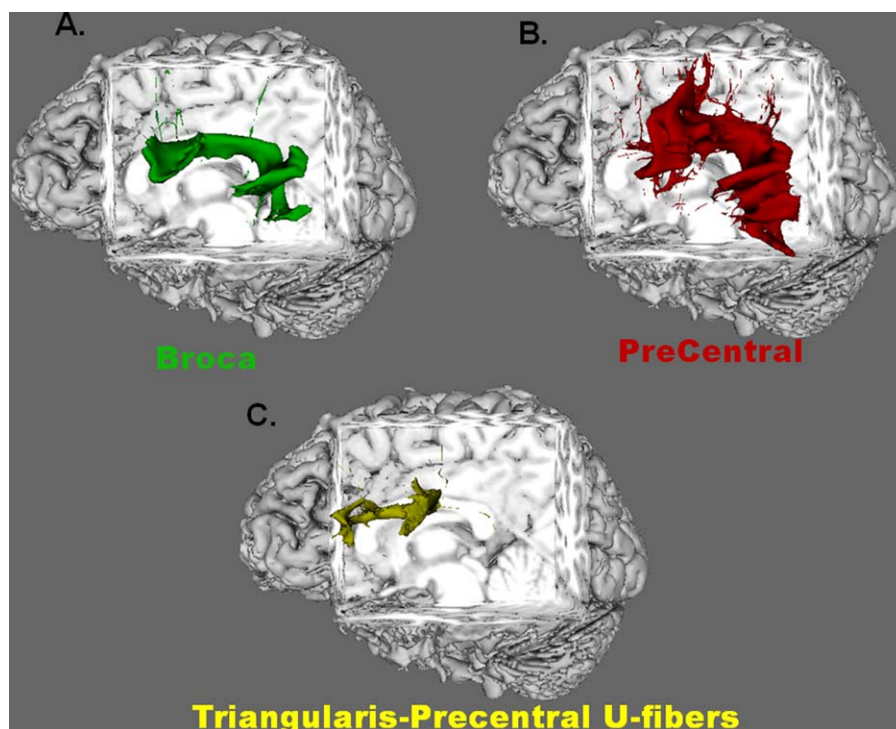 A.
B.
Broca
PreCentral
C.
Triangularis-Precentral U-fibers